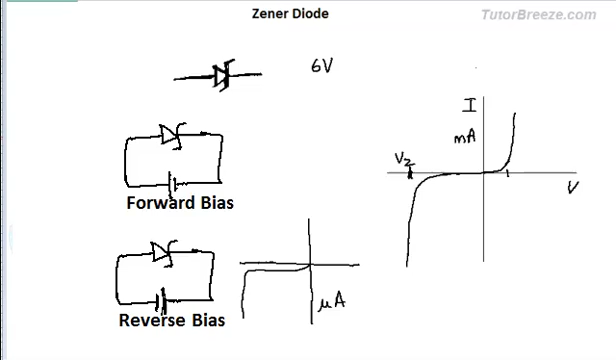 Zener Diode
TutorBreeze.com
6V
I
mA
Vz
V
Forward Bias
μA
Reverse Bias